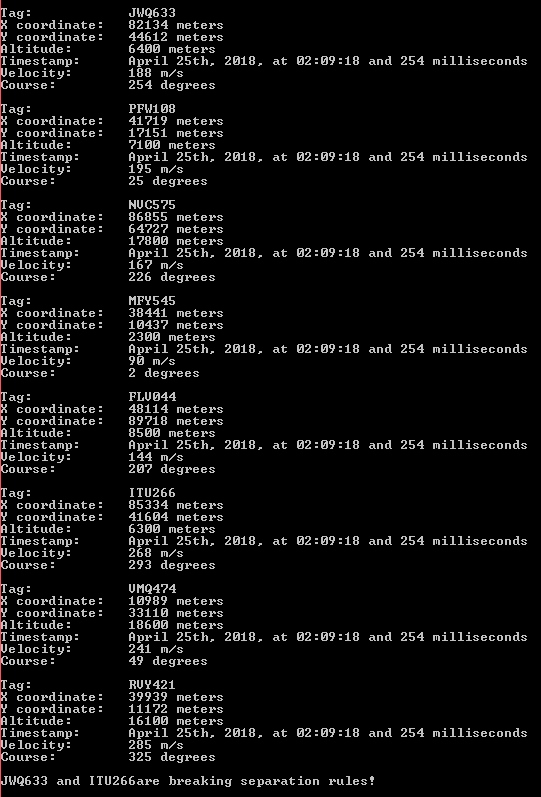 Tag: JWQ633
X coordinate: 82134 meters
Y coordinate: 44612 meters
Altitude: 6400 meters
Timestamp: April 25th, 2018, at 02:09:18 and 254 milliseconds
Velocity: 188 m/s
Course: 254 degrees
Tag: PFW108
X coordinate: 41719 meters
Y coordinate: 17151 meters
Altitude: 7100 meters
Timestamp: April 25th, 2018, at 02:09:18 and 254 milliseconds
Velocity: 195 m/s
Course: 25 degrees
Tag: NVC575
X coordinate: 86855 meters
Y coordinate: 64727 meters
Altitude: 17800 meters
Timestamp: April 25th, 2018, at 02:09:18 and 254 milliseconds
Velocity: 167 m/s
Course: 226 degrees
Tag: MFY545
X coordinate: 38441 meters
Y coordinate: 10437 meters
Altitude: 2300 meters
Timestamp: April 25th, 2018, at 02:09:18 and 254 milliseconds
Velocity: 90 m/s
Course: 2 degrees
Tag: FLV044
X coordinate: 48114 meters
Y coordinate: 89718 meters
Altitude: 8500 meters
Timestamp: April 25th, 2018, at 02:09:18 and 254 milliseconds
Velocity: 144 m/s
Course: 207 degrees
Tag: ITU266
X coordinate: 85334 meters
Y coordinate: 41604 meters
Altitude: 6300 meters
Timestamp: April 25th, 2018, at 02:09:18 and 254 milliseconds
Velocity: 268 m/s
Course: 293 degrees
Tag: VMQ474
X coordinate: 10989 meters
Y coordinate: 33110 meters
Altitude: 18600 meters
Timestamp: April 25th, 2018, at 02:09:18 and 254 milliseconds
Velocity: 241 m/s
Course: 49 degrees
Tag: RVY421
X coordinate: 39939 meters
Y coordinate: 11172 meters
Altitude: 16100 meters
Timestamp: April 25th, 2018, at 02:09:18 and 254 milliseconds
Velocity: 285 m/s
Course: 325 degrees
JWQ633 and ITU266are breaking separation rules!